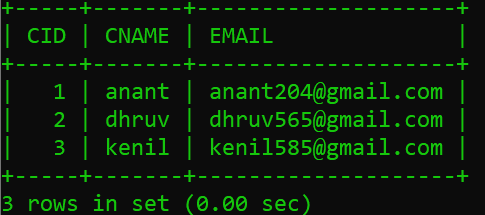 +-----+-------+--------------------+
| CID | CNAME | EMAIL              |
+-----+-------+--------------------+
|   1 | anant | anant204@gmail.com |
|   2 | dhruv | dhruv565@gmail.com |
|   3 | kenil | kenil585@gmail.com |
+-----+-------+--------------------+
3 rows in set (0.00 sec)